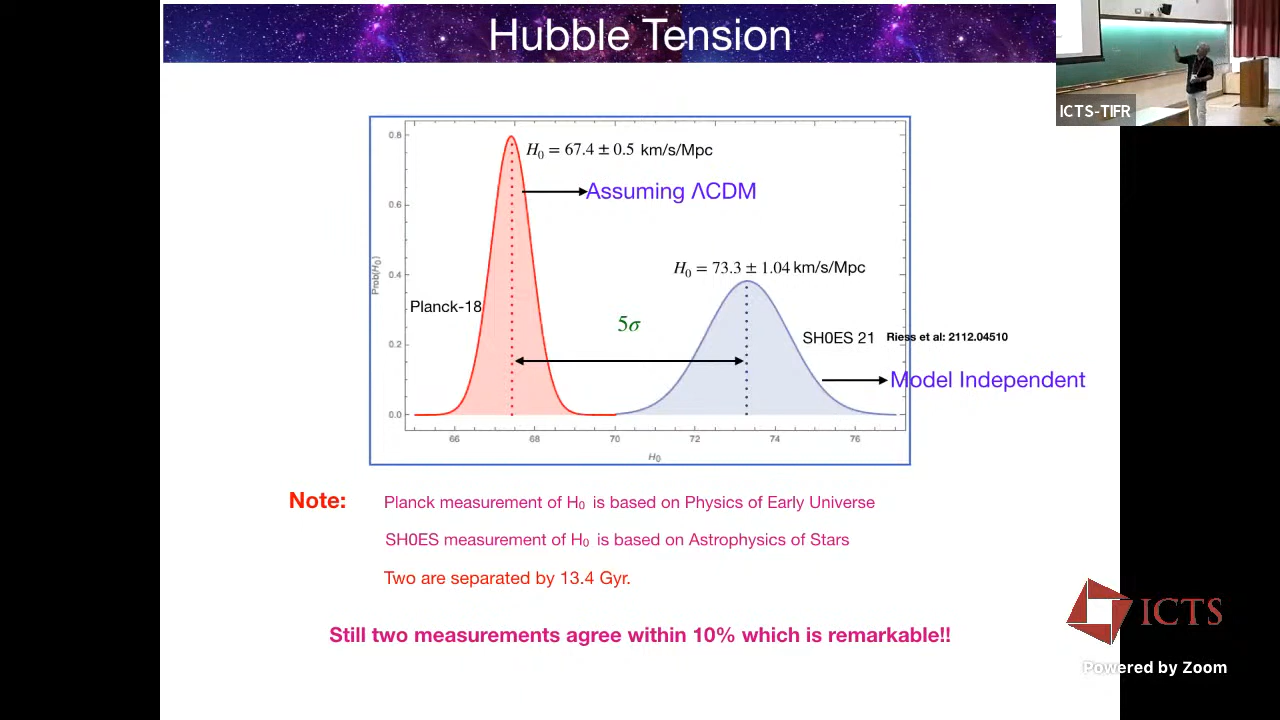 Hubble Tension
ICTS-TIFR
0.8
0.6
0.4
0.2
0.0
Prob(H₀)
H₀ = 67.4 ± 0.5 km/s/Mpc
Assuming ΛCDM
H₀ = 73.3 ± 1.04 km/s/Mpc
Planck-18
5σ
SH0ES 21 Riess et al: 2112.04510
Model Independent
66 68 70 72 74 76
H₀
Note: Planck measurement of H₀ is based on Physics of Early Universe
SH0ES measurement of H₀ is based on Astrophysics of Stars
Two are separated by 13.4 Gyr.
Still two measurements agree within 10% which is remarkable!!
ICTS
Powered by Zoom